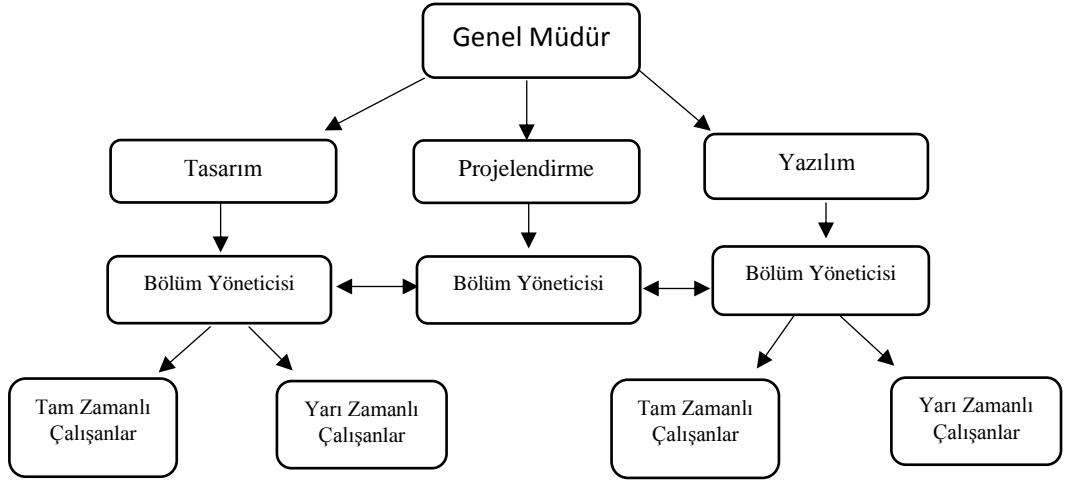 Genel Müdür
Tasarım
Projelendirme
Yazılım
Bölüm Yöneticisi
Bölüm Yöneticisi
Bölüm Yöneticisi
Tam Zamanlı
Çalışanlar
Yarı Zamanlı
Çalışanlar
Tam Zamanlı
Çalışanlar
Yarı Zamanlı
Çalışanlar